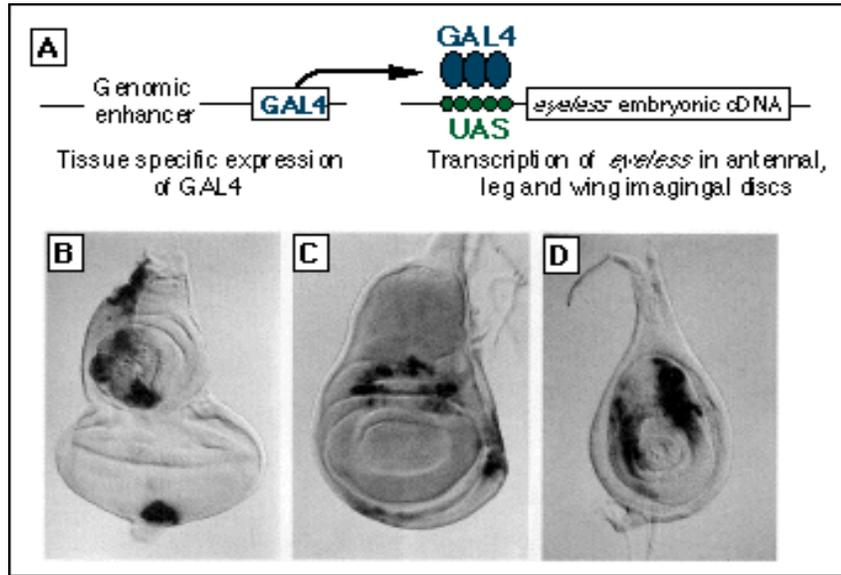 A
GAL4
Genomic
enhancer
GAL4
UAS
eyeless embryonic cDNA
Tissue specific expression
of GAL4
Transcription of eyeless in antennal,
leg and wing imagingal discs
B
C
D